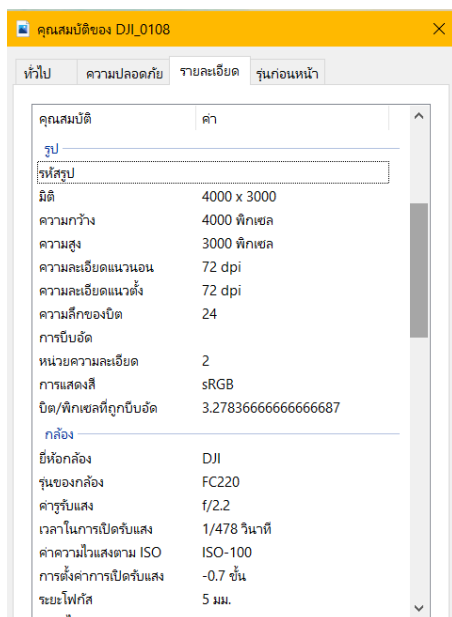 คุณสมบัติของ DJI_0108
ทั่วไป ความปลอดภัย รายละเอียด รุ่นก่อนหน้า
คุณสมบัติ ค่า
รูป
รหัสรูป
มิติ 4000 x 3000
ความกว้าง 4000 พิกเซล
ความสูง 3000 พิกเซล
ความละเอียดแนวนอน 72 dpi
ความละเอียดแนวตั้ง 72 dpi
ความลึกของบิต 24
การบีบอัด
หน่วยความละเอียด 2
การแสดงสี sRGB
บิต/พิกเซลที่ถูกบีบอัด 3.27836666666666687
กล้อง
ยี่ห้อกล้อง DJI
รุ่นของกล้อง FC220
ค่ารูรับแสง f/2.2
เวลาในการเปิดรับแสง 1/478 วินาที
ค่าความไวแสงตาม ISO ISO-100
การตั้งค่าการเปิดรับแสง -0.7 ขั้น
ระยะโฟกัส 5 มม.